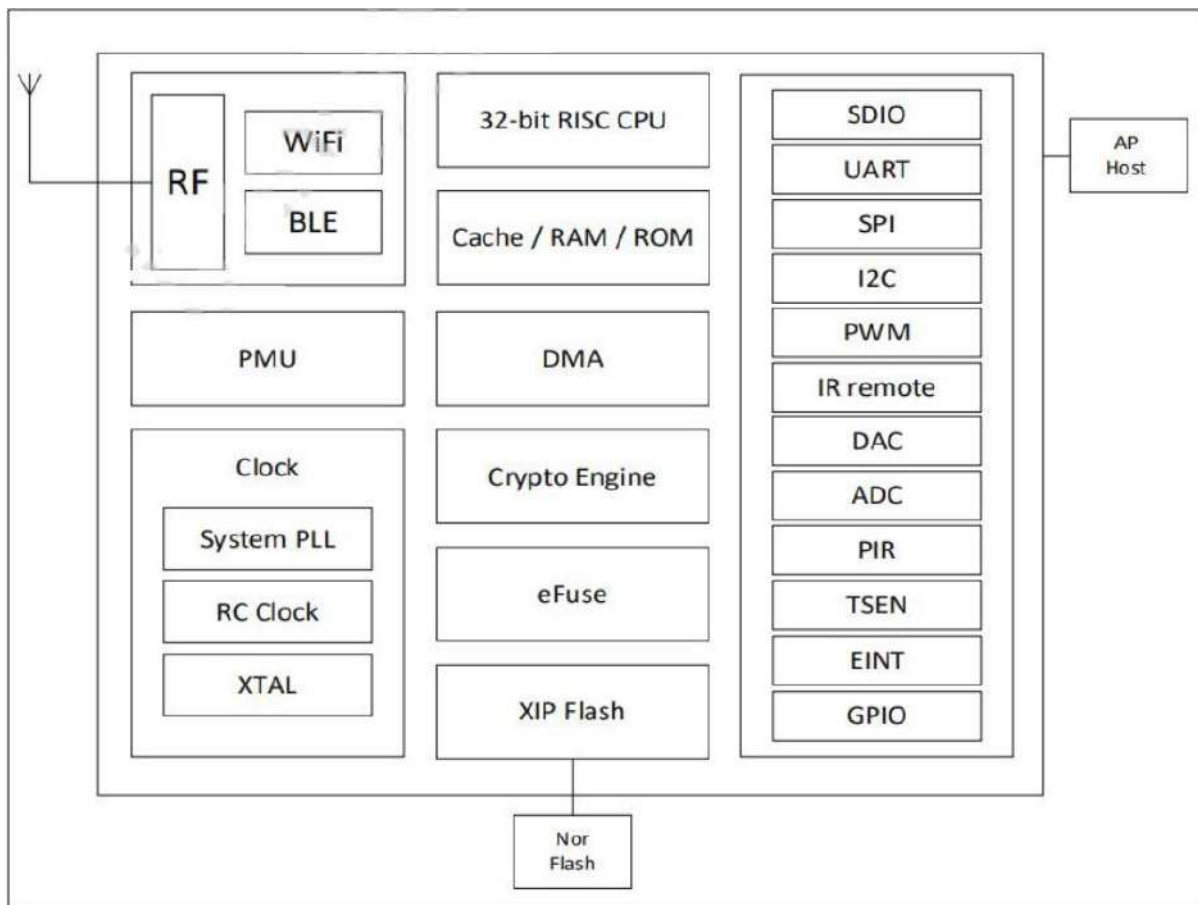 RF
WiFi
BLE
PMU
Clock
System PLL
RC Clock
XTAL
32-bit RISC CPU
Cache / RAM / ROM
DMA
Crypto Engine
eFuse
XIP Flash
Nor
Flash
SDIO
UART
SPI
I2C
PWM
IR remote
DAC
ADC
PIR
TSEN
EINT
GPIO
AP
Host